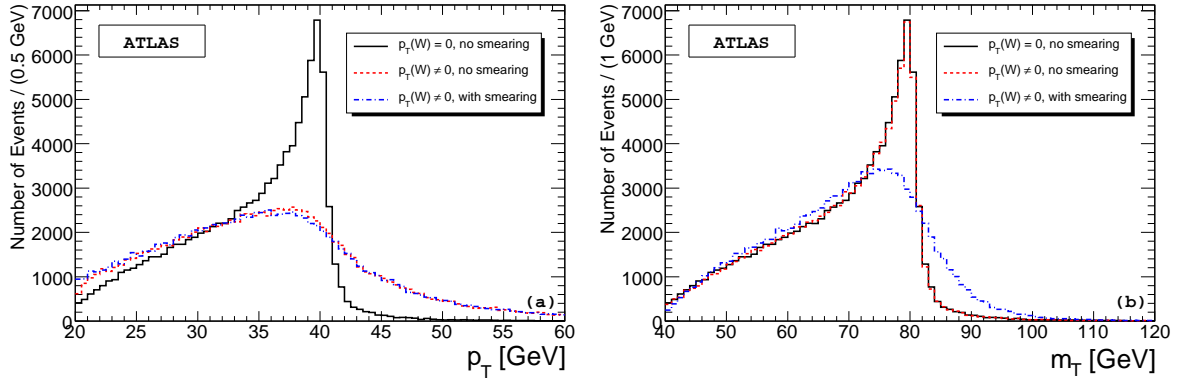 Number of Events / (0.5 GeV)
7000
6000
5000
4000
3000
2000
1000
0
ATLAS
p_T(W) = 0, no smearing
p_T(W) ≠ 0, no smearing
p_T(W) ≠ 0, with smearing
(a)
20 25 30 35 40 45 50 55 60
p_T [GeV]
Number of Events / (1 GeV)
7000
6000
5000
4000
3000
2000
1000
0
ATLAS
p_T(W) = 0, no smearing
p_T(W) ≠ 0, no smearing
p_T(W) ≠ 0, with smearing
(b)
40 50 60 70 80 90 100 110 120
m_T [GeV]